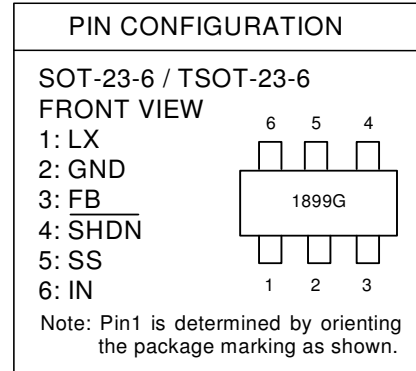 PIN CONFIGURATION
SOT-23-6 / TSOT-23-6
FRONT VIEW
1: LX
2: GND
3: FB
4: SHDN
5: SS
6: IN
6 5 4
1899G
1 2 3
Note: Pin1 is determined by orienting
the package marking as shown.